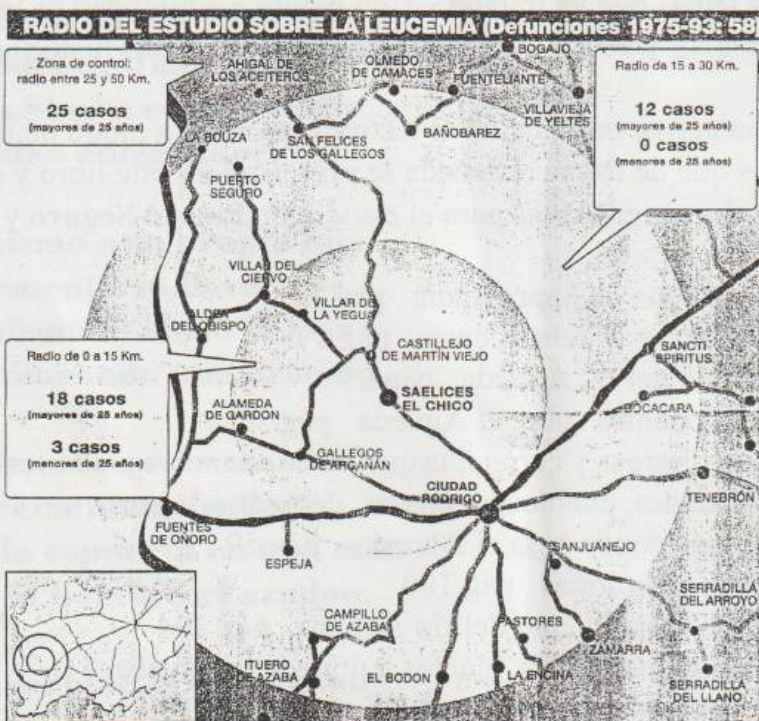 RADIO DEL ESTUDIO SOBRE LA LEUCEMIA (Defunciones 1975-93: 58)
Zona de control:
radio entre 25 y 50 Km.
25 casos
(mayores de 25 años)
Radio de 15 a 30 Km.
12 casos
(mayores de 25 años)
0 casos
(menores de 25 años)
Radio de 0 a 15 Km.
18 casos
(mayores de 25 años)
3 casos
(menores de 25 años)
BOGAJO
AHIGAL DE
LOS ACEITEROS
OLMEDO
DE CAMACES
FUENTELIANTE
VILLAVIEJA
DE YELTES
LA BOUZA
SAN FELICES
DE LOS GALLEGOS
BAÑOBAREZ
PUERTO
SEGURO
VILLAR DEL
CIERVO
VILLAR DE
LA YEGUA
ALDEA
DEL OBISPO
CASTILLEJO
DE MARTÍN VIEJO
SANCTI
SPIRITUS
SAELICES
EL CHICO
BOCACARA
ALAMEDA
DE GARDON
GALLEGOS
DE ARGAÑÁN
CIUDAD
RODRIGO
TENEBRÓN
FUENTES
DE OÑORO
ESPEJA
SANJUANEJO
SERRADILLA
DEL ARROYO
CAMPILLO
DE AZABA
PASTORES
ZAMARRA
ITUERO
DE AZABA
EL BODON
LA ENCINA
SERRADILLA
DEL LLANO